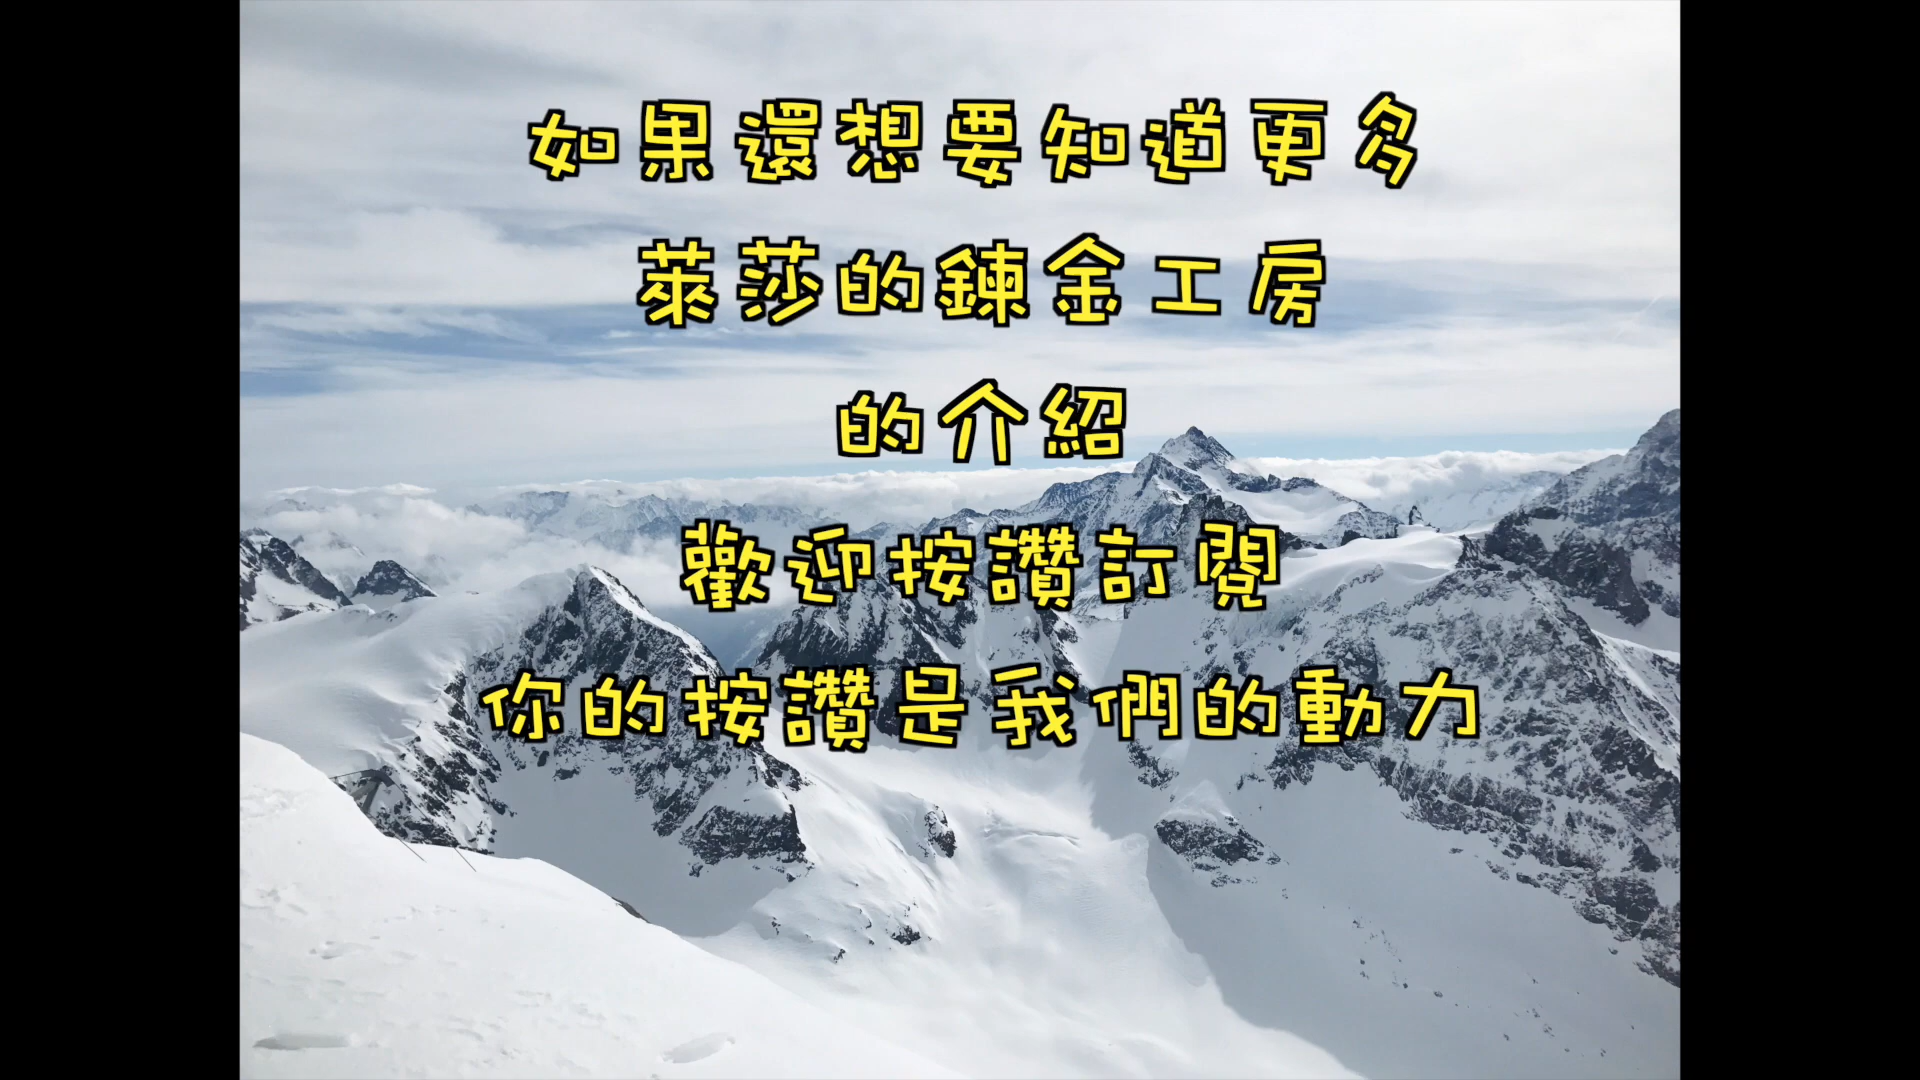 如果還想要知道更多
萊莎的鍊金工房
的介紹
歡迎按讚訂閱
你的按讚是我們的動力